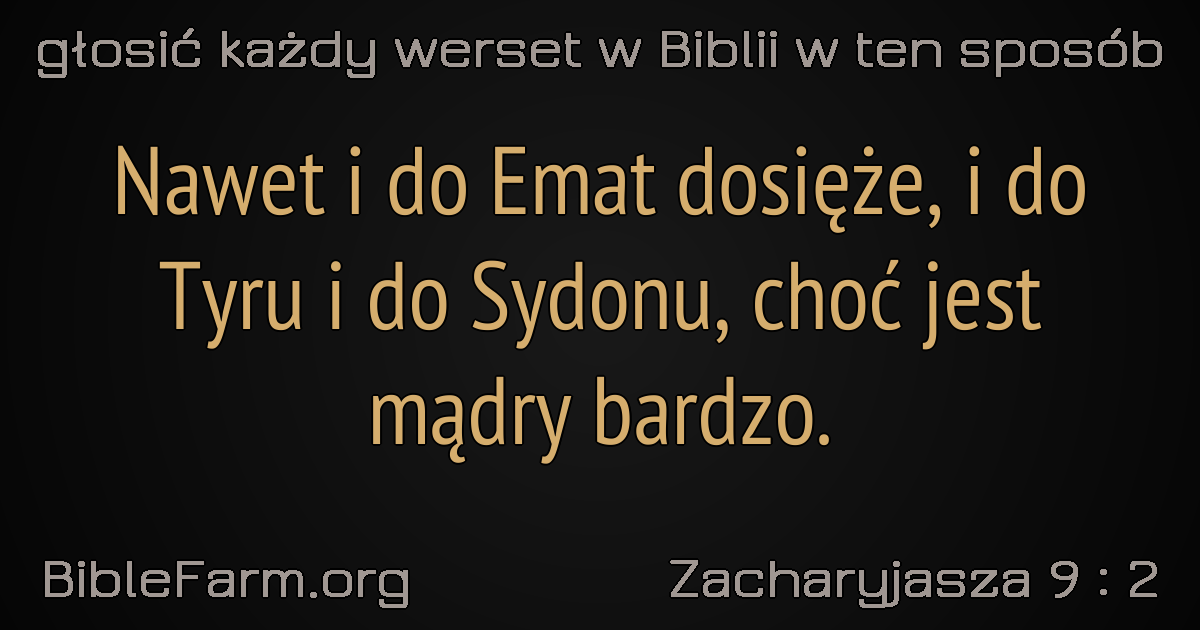 głosić każdy werset w Biblii w ten sposób
Nawet i do Emat dosięże, i do
Tyru i do Sydonu, choć jest
mądry bardzo.
BibleFarm.org
Zacharyjasza 9 : 2